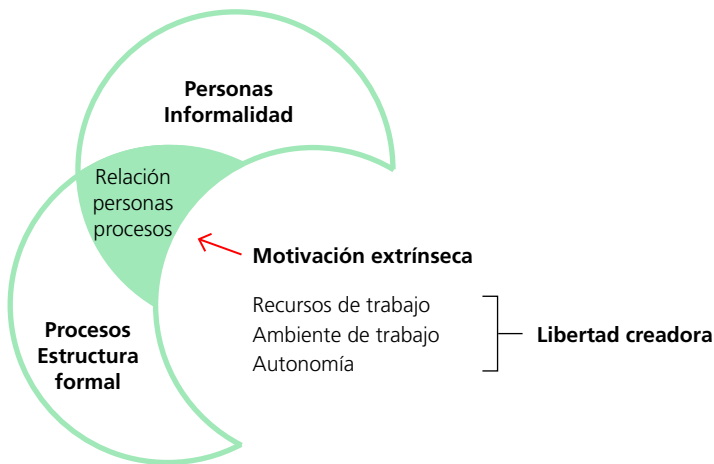 Personas
Informalidad
Relación
personas
procesos
Motivación extrínseca
Recursos de trabajo
Ambiente de trabajo
Autonomía
Libertad creadora
Procesos
Estructura
formal